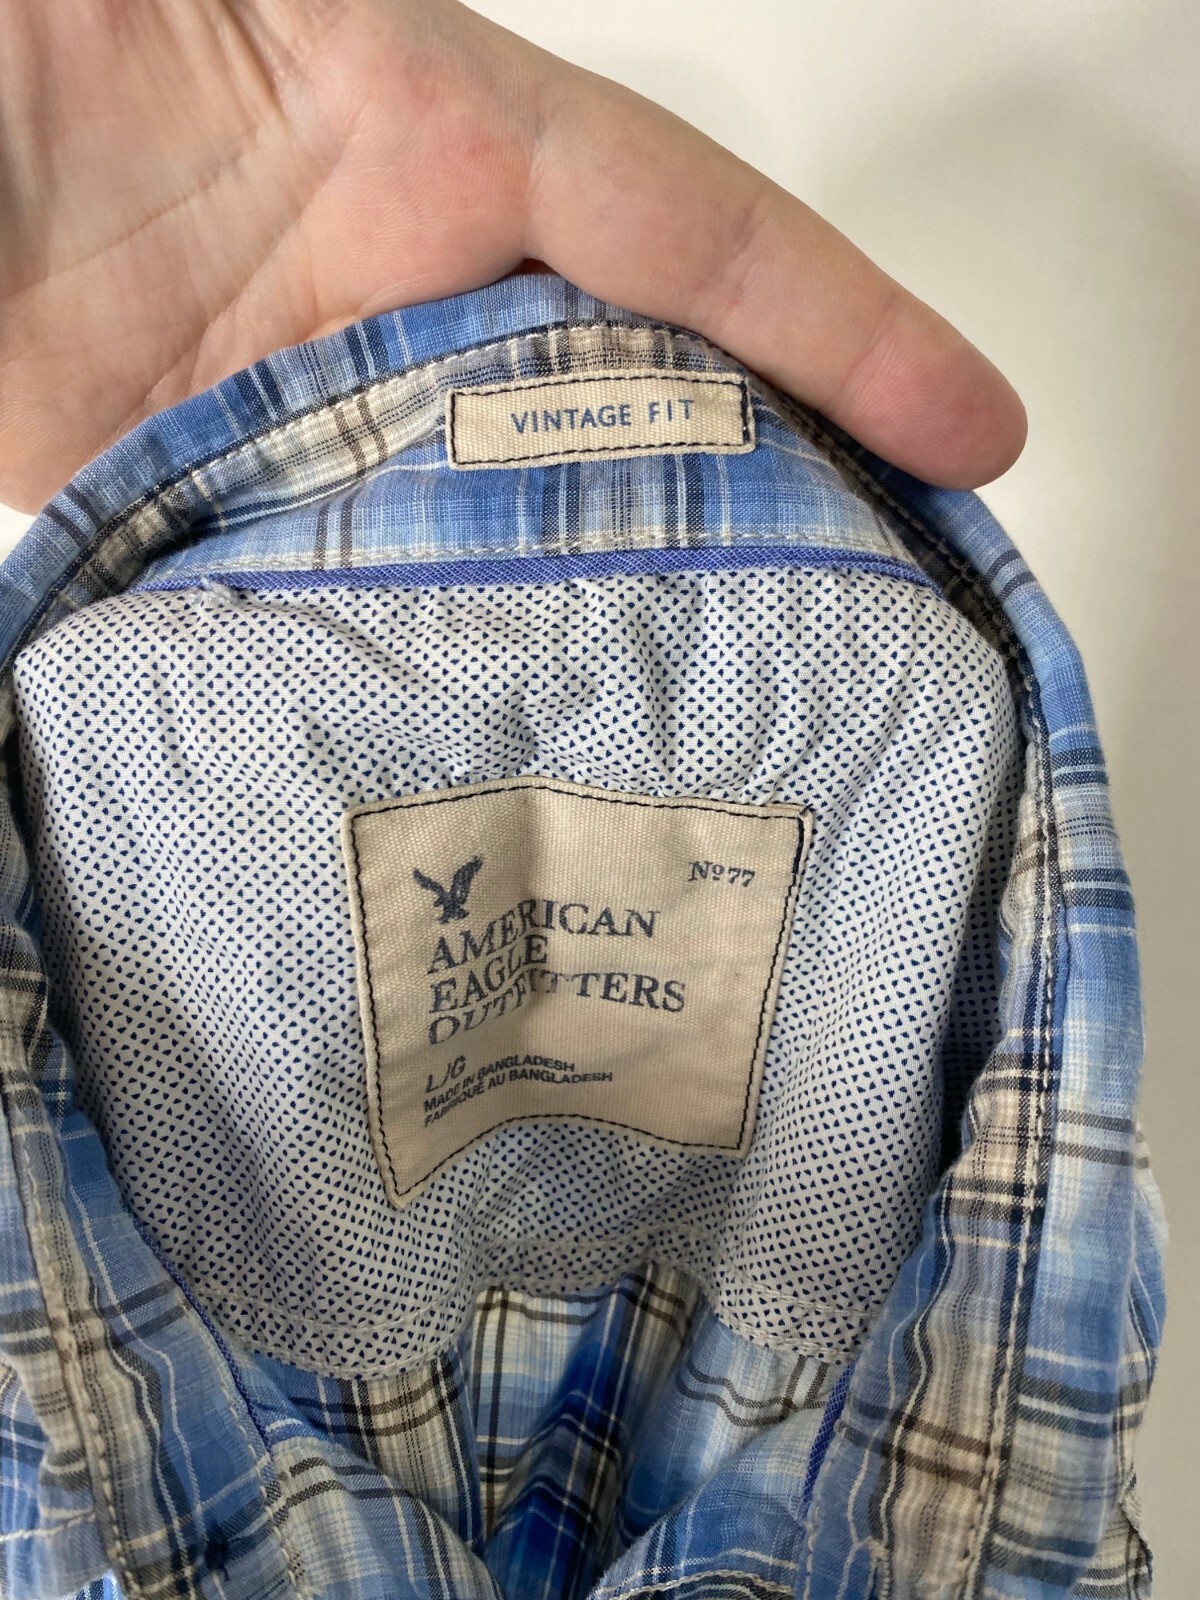 VINTAGE FIT
Nº77
AMERICAN
EAGLE
OUTFITTERS
L/G
MADE IN BANGLADESH
FABRIQUÉ AU BANGLADESH